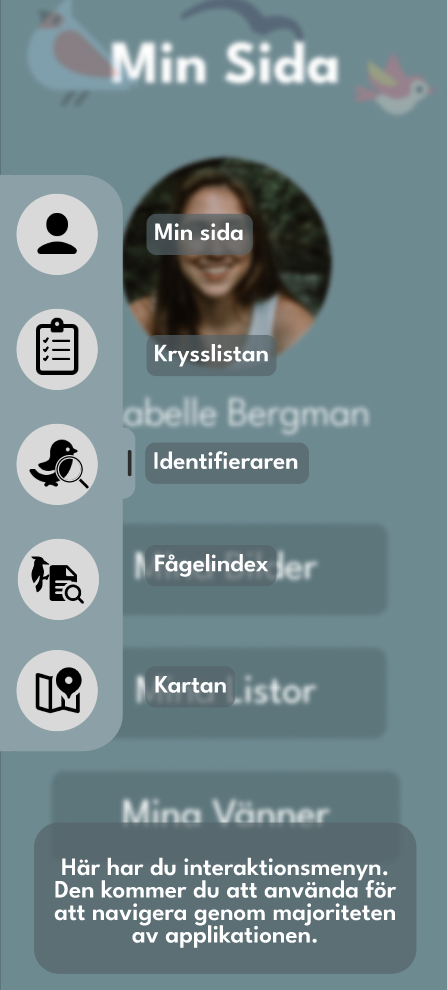 Min Sida
Min sida
Krysslistan
abelle Bergman
Identifieraren
Fågelindex
Kartan
Listor
Mina Vänner
Här har du interaktionsmenyn.
Den kommer du att använda för
att navigera genom majoriteten
av applikationen.